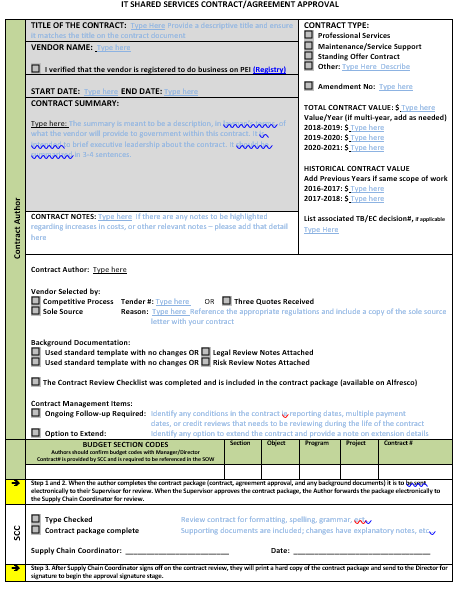 IT SHARED SERVICES CONTRACT/AGREEMENT APPROVAL
TITLE OF THE CONTRACT: Type Here Provide a descriptive title and ensure
it matches the title on the contract document
VENDOR NAME: Type here
I verified that the vendor is registered to do business on PEI (Registry)
START DATE: Type here END DATE: Type here
CONTRACT SUMMARY:
Type here: The summary is meant to be a description, in of
what the vendor will provide to government within this contract. It is
to brief executive leadership about the contract. It should be
in 3-4 sentences.
CONTRACT NOTES: Type here If there are any notes to be highlighted
regarding increases in costs, or other relevant notes – please add that detail
here
CONTRACT TYPE:
Professional Services
Maintenance/Service Support
Standing Offer Contract
Other: Type Here Describe
Amendment No: Type here
TOTAL CONTRACT VALUE: $ Type here
Value/Year (if multi-year, add as needed)
2018-2019: $ Type here
2019-2020: $ Type here
2020-2021: $ Type here
HISTORICAL CONTRACT VALUE
Add Previous Years if same scope of work
2016-2017: $ Type here
2017-2018: $ Type here
List associated TB/EC decision#, if applicable
Type Here
Contract Author
Contract Author: Type here
Vendor Selected by:
Competitive Process Tender #: Type here OR Three Quotes Received
Sole Source Reason: Type here Reference the appropriate regulations and include a copy of the sole source
letter with your contract
Background Documentation:
Used standard template with no changes OR Legal Review Notes Attached
Used standard template with no changes OR Risk Review Notes Attached
The Contract Review Checklist was completed and is included in the contract package (available on Alfresco)
Contract Management Items:
Ongoing Follow-up Required: Identify any conditions in the contract ie reporting dates, multiple payment
dates, or credit reviews that needs to be reviewing during the life of the contract
Option to Extend: Identify any option to extend the contract and provide a note on extension details
BUDGET SECTION CODES
Authors should confirm budget codes with Manager/Director
Contract# is provided by SCC and is required to be referenced in the SOW
Section Object Program Project Contract #
Step 1 and 2. When the author completes the contract package (contract, agreement approval, and any background documents) it is to be sent
electronically to their Supervisor for review. When the Supervisor approves the contract package, the Author forwards the package electronically to
the Supply Chain Coordinator for review.
SCC
Type Checked Review contract for formatting, spelling, grammar, etc.
Contract package complete Supporting documents are included; changes have explanatory notes, etc.
Supply Chain Coordinator: Date:
Step 3. After Supply Chain Coordinator signs off on the contract review, they will print a hard copy of the contract package and send to the Director for
signature to begin the approval signature stage.